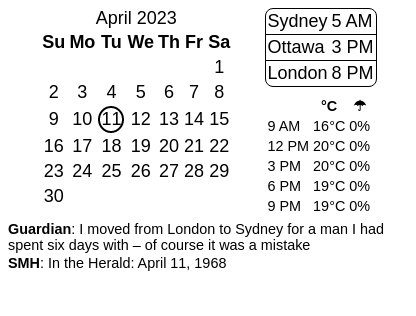 April 2023
Su Mo Tu We Th Fr Sa
1
2 3 4 5 6 7 8
9 10 11 12 13 14 15
16 17 18 19 20 21 22
23 24 25 26 27 28 29
30
Sydney 5 AM
Ottawa 3 PM
London 8 PM
°C ☂
9 AM 16°C 0%
12 PM 20°C 0%
3 PM 20°C 0%
6 PM 19°C 0%
9 PM 19°C 0%
Guardian: I moved from London to Sydney for a man I had
spent six days with – of course it was a mistake
SMH: In the Herald: April 11, 1968